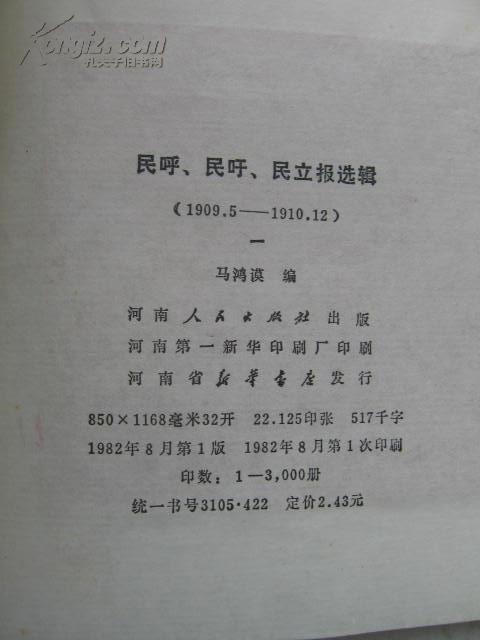 Kongfz.com
孔夫子旧书网
民呼、民吁、民立报选辑
（1909.5——1910.12）
一
马鸿谟 编
河南人民出版社出版
河南第一新华印刷厂印刷
河南省新华书店发行
850×1168毫米32开 22.125印张 517千字
1982年8月第1版 1982年8月第1次印刷
印数：1—3,000册
统一书号3105·422 定价2.43元